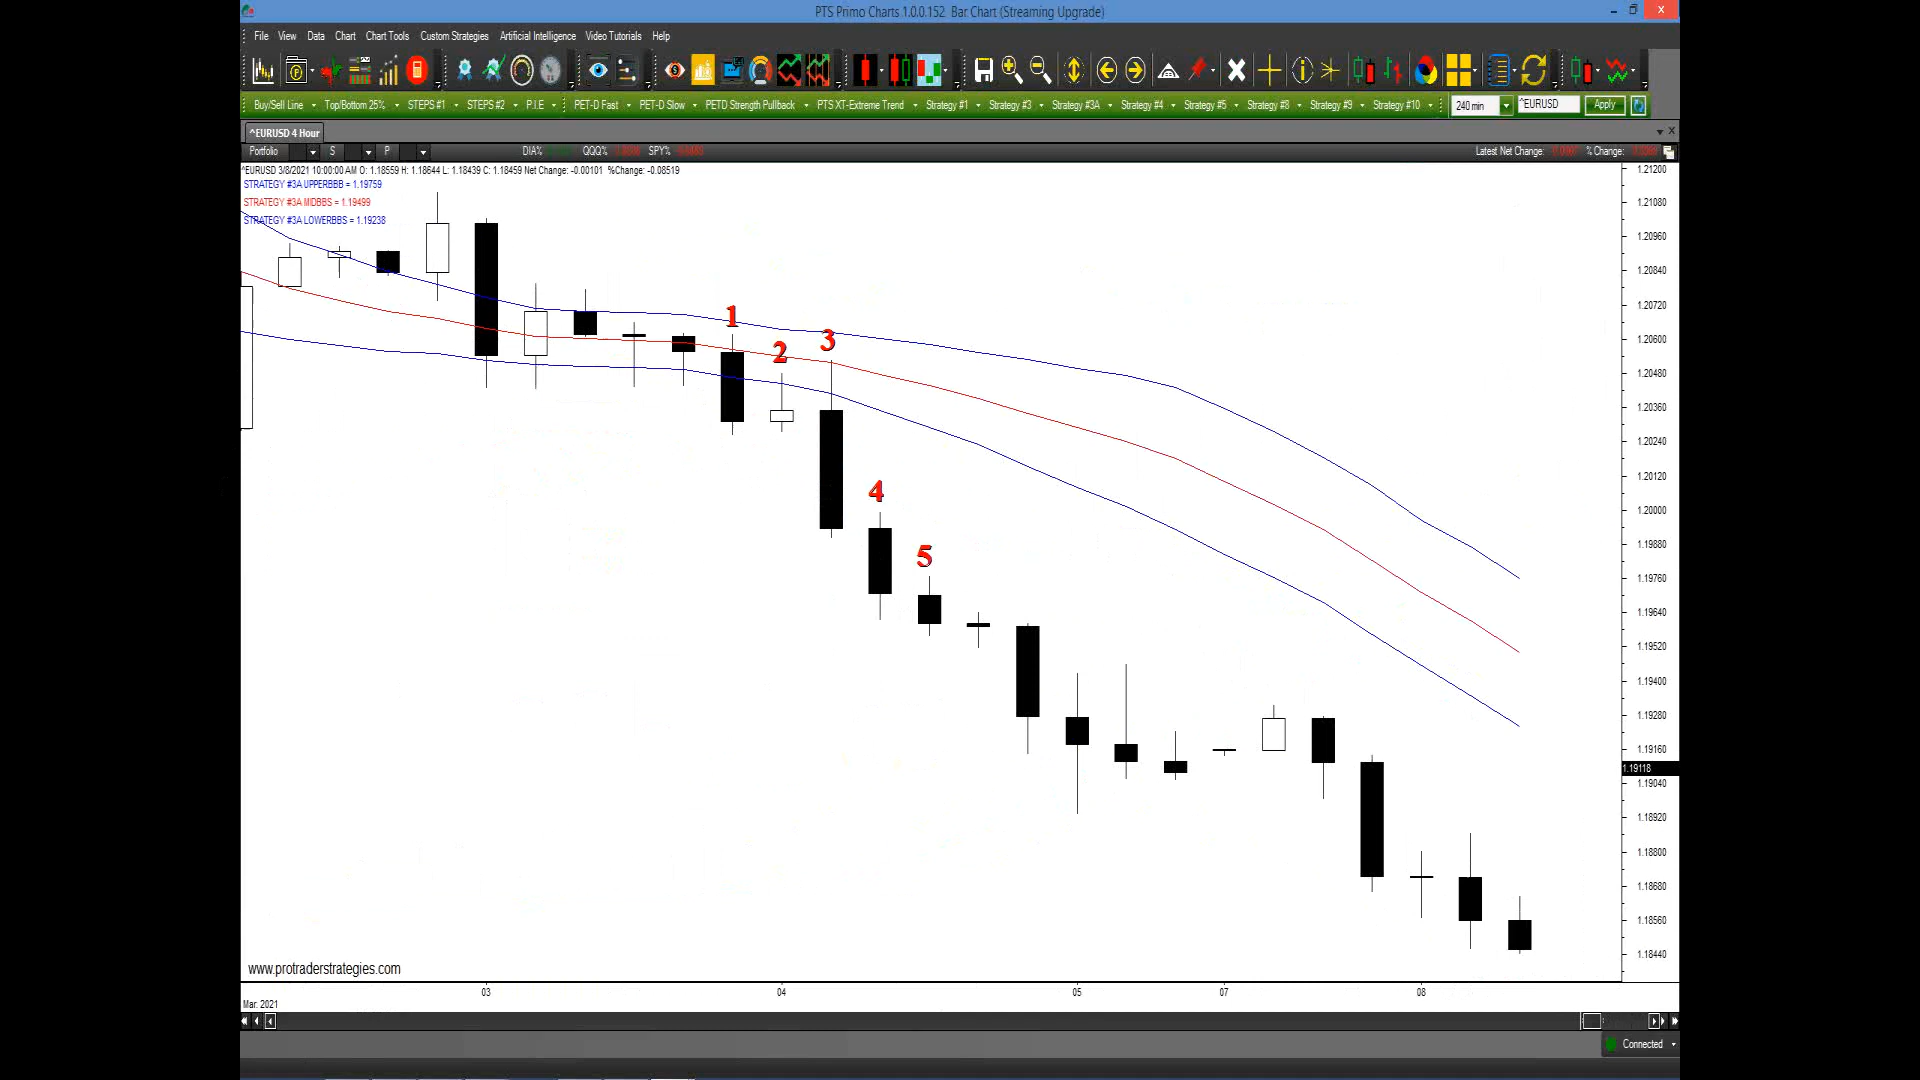 PTS Primo Charts 1.0.0.152 Bar Chart (Streaming Upgrade)
File View Data Chart Chart Tools Custom Strategies Artificial Intelligence Video Tutorials Help
Buy/Sell Line Top/Bottom 25% STEPS #1 STEPS #2 P.I.E PET-D Fast PET-D Slow PETD Strength Pullback PTS XT-Extreme Trend Strategy #1 Strategy #3 Strategy #3A Strategy #4 Strategy #5 Strategy #8 Strategy #9 Strategy #10 240 min ^EURUSD Apply
^EURUSD 4 Hour
Portfolio S P DIA% QQQ% SPY% Latest Net Change: % Change:
^EURUSD 3/8/2021 10:00:00 AM O: 1.18559 H: 1.18644 L: 1.18439 C: 1.18459 Net Change: -0.00101 %Change: -0.08519
STRATEGY #3A UPPERBBB = 1.19759
STRATEGY #3A MIDBBS = 1.19499
STRATEGY #3A LOWERBBS = 1.19238
1
2
3
4
5
1.21200
1.21080
1.20960
1.20840
1.20720
1.20600
1.20480
1.20360
1.20240
1.20120
1.20000
1.19880
1.19760
1.19640
1.19520
1.19400
1.19280
1.19160
1.19118
1.19040
1.18920
1.18800
1.18680
1.18560
1.18440
www.protraderstrategies.com
03 04 05 07 08
Mar. 2021
Connected